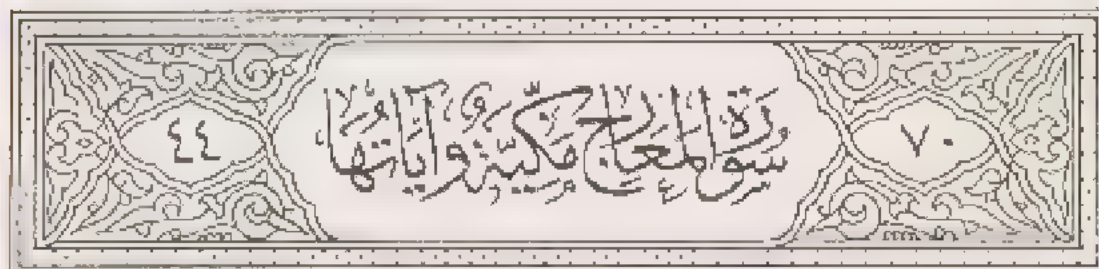 ٧٠ سورة المعارج مكية وآياتها ٤٤